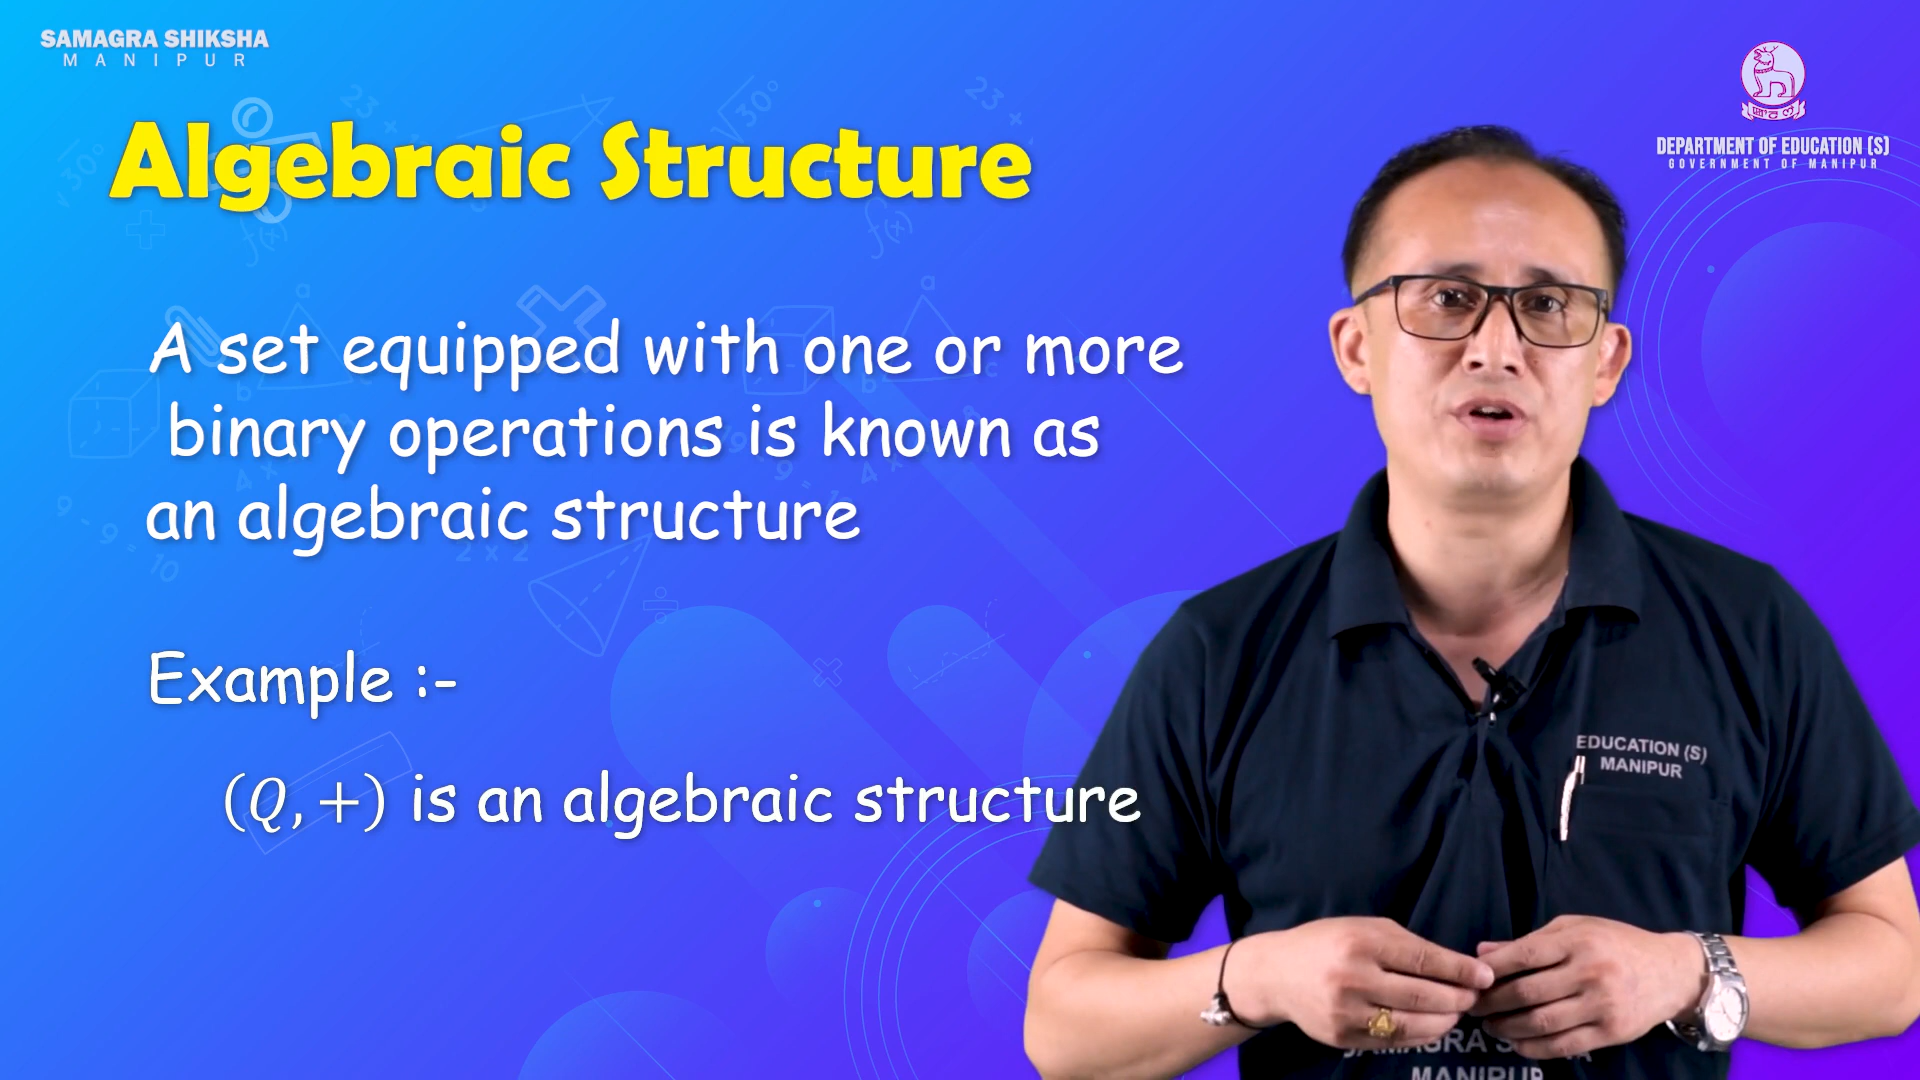 SAMAGRA SHIKSHA
MANIPUR
DEPARTMENT OF EDUCATION (S)
GOVERNMENT OF MANIPUR
Algebraic Structure
A set equipped with one or more
binary operations is known as
an algebraic structure
Example :-
(Q, +) is an algebraic structure
EDUCATION (S)
MANIPUR
MANIPUR